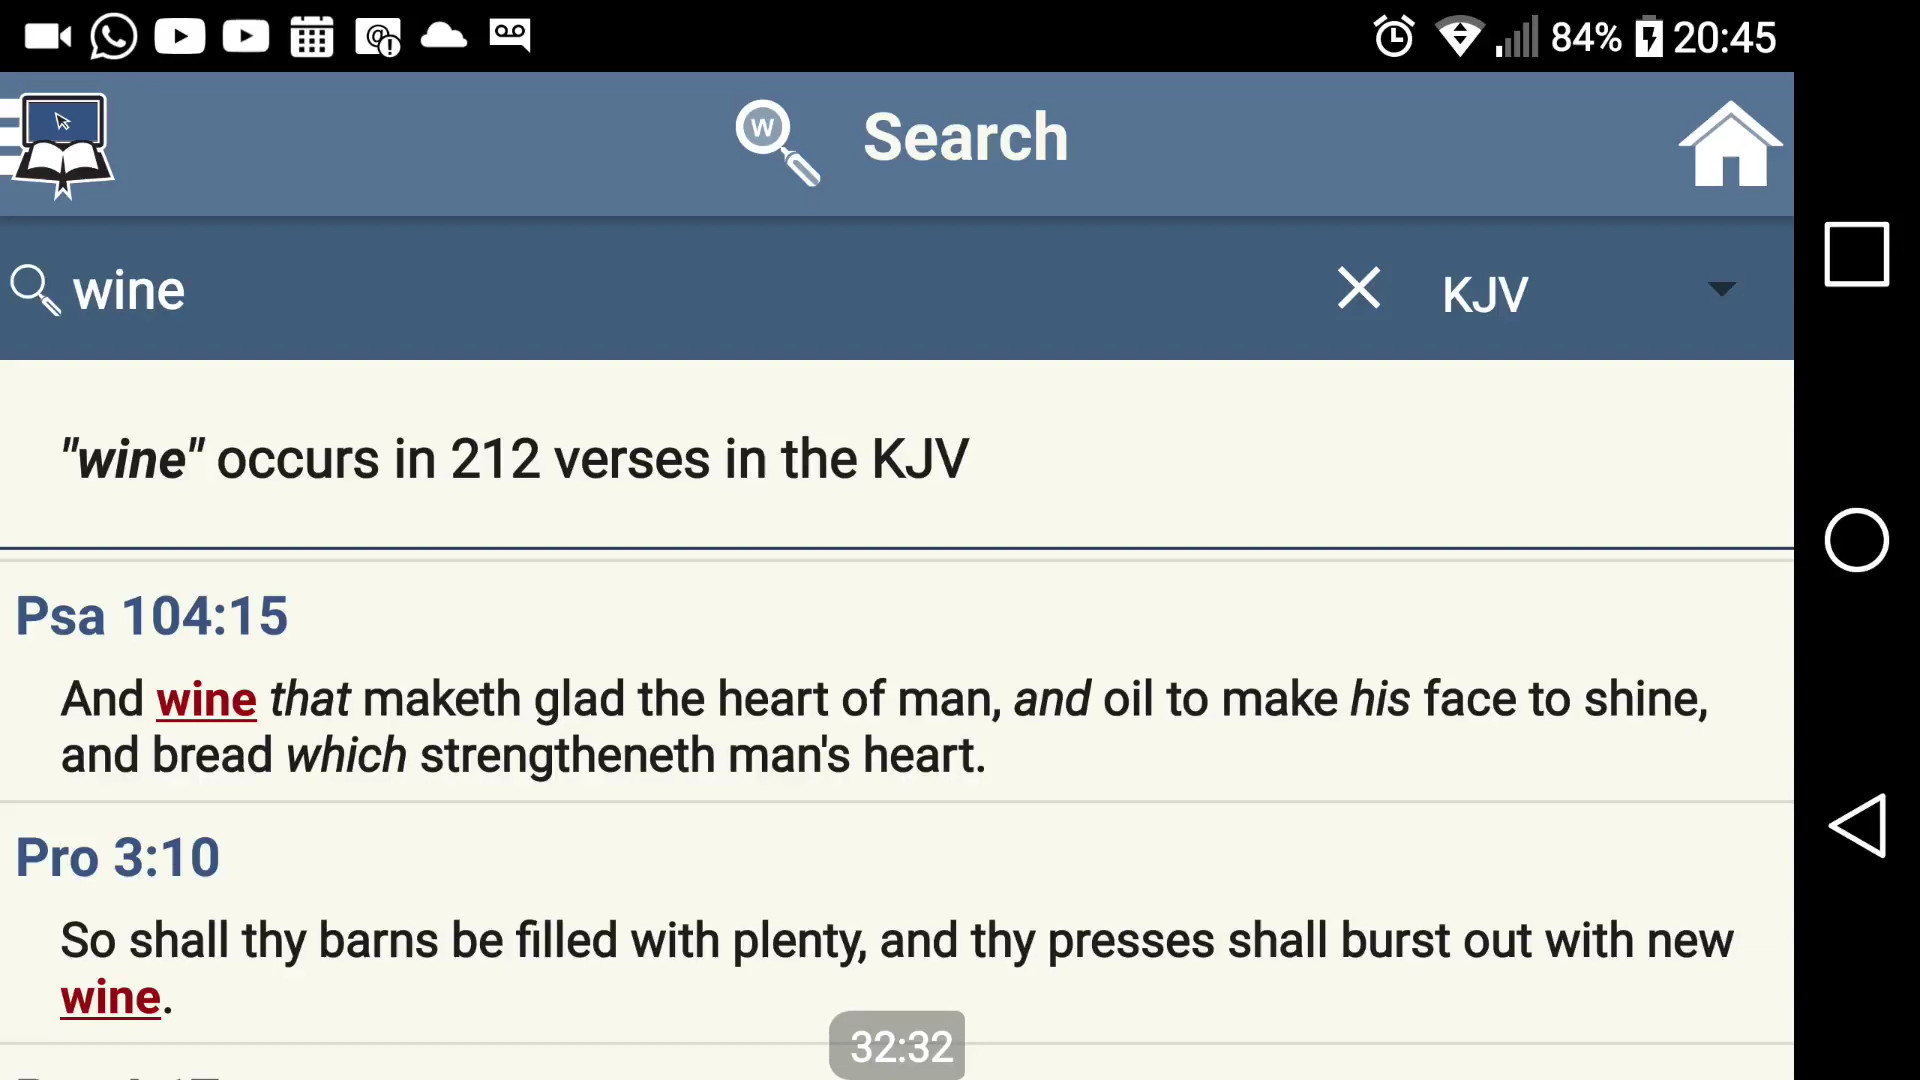 84% 20:45
W Search
wine KJV
"wine" occurs in 212 verses in the KJV
Psa 104:15
And wine that maketh glad the heart of man, and oil to make his face to shine,
and bread which strengtheneth man's heart.
Pro 3:10
So shall thy barns be filled with plenty, and thy presses shall burst out with new
wine.
32:32